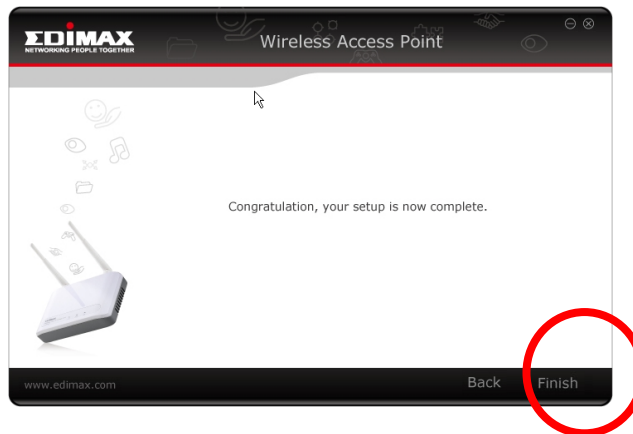 EDIMAX
NETWORKING PEOPLE TOGETHER
Wireless Access Point
Congratulation, your setup is now complete.
www.edimax.com
Back
Finish